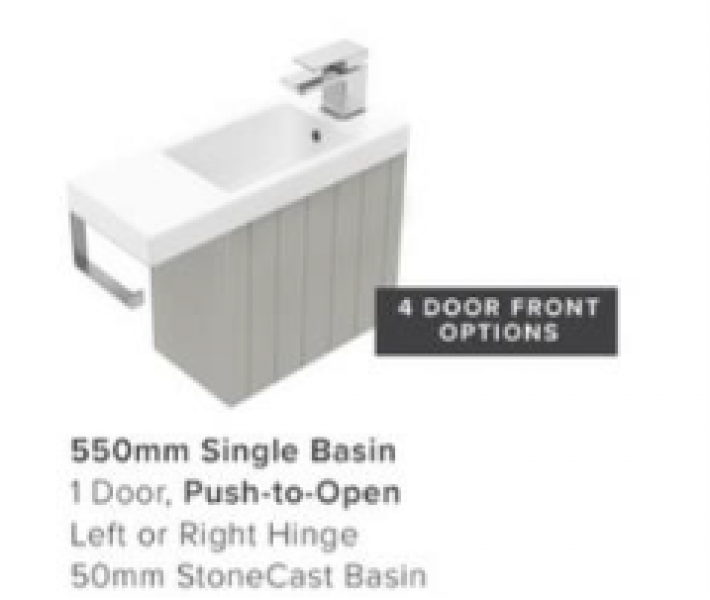 4 DOOR FRONT
OPTIONS
550mm Single Basin
1 Door, Push-to-Open
Left or Right Hinge
50mm StoneCast Basin